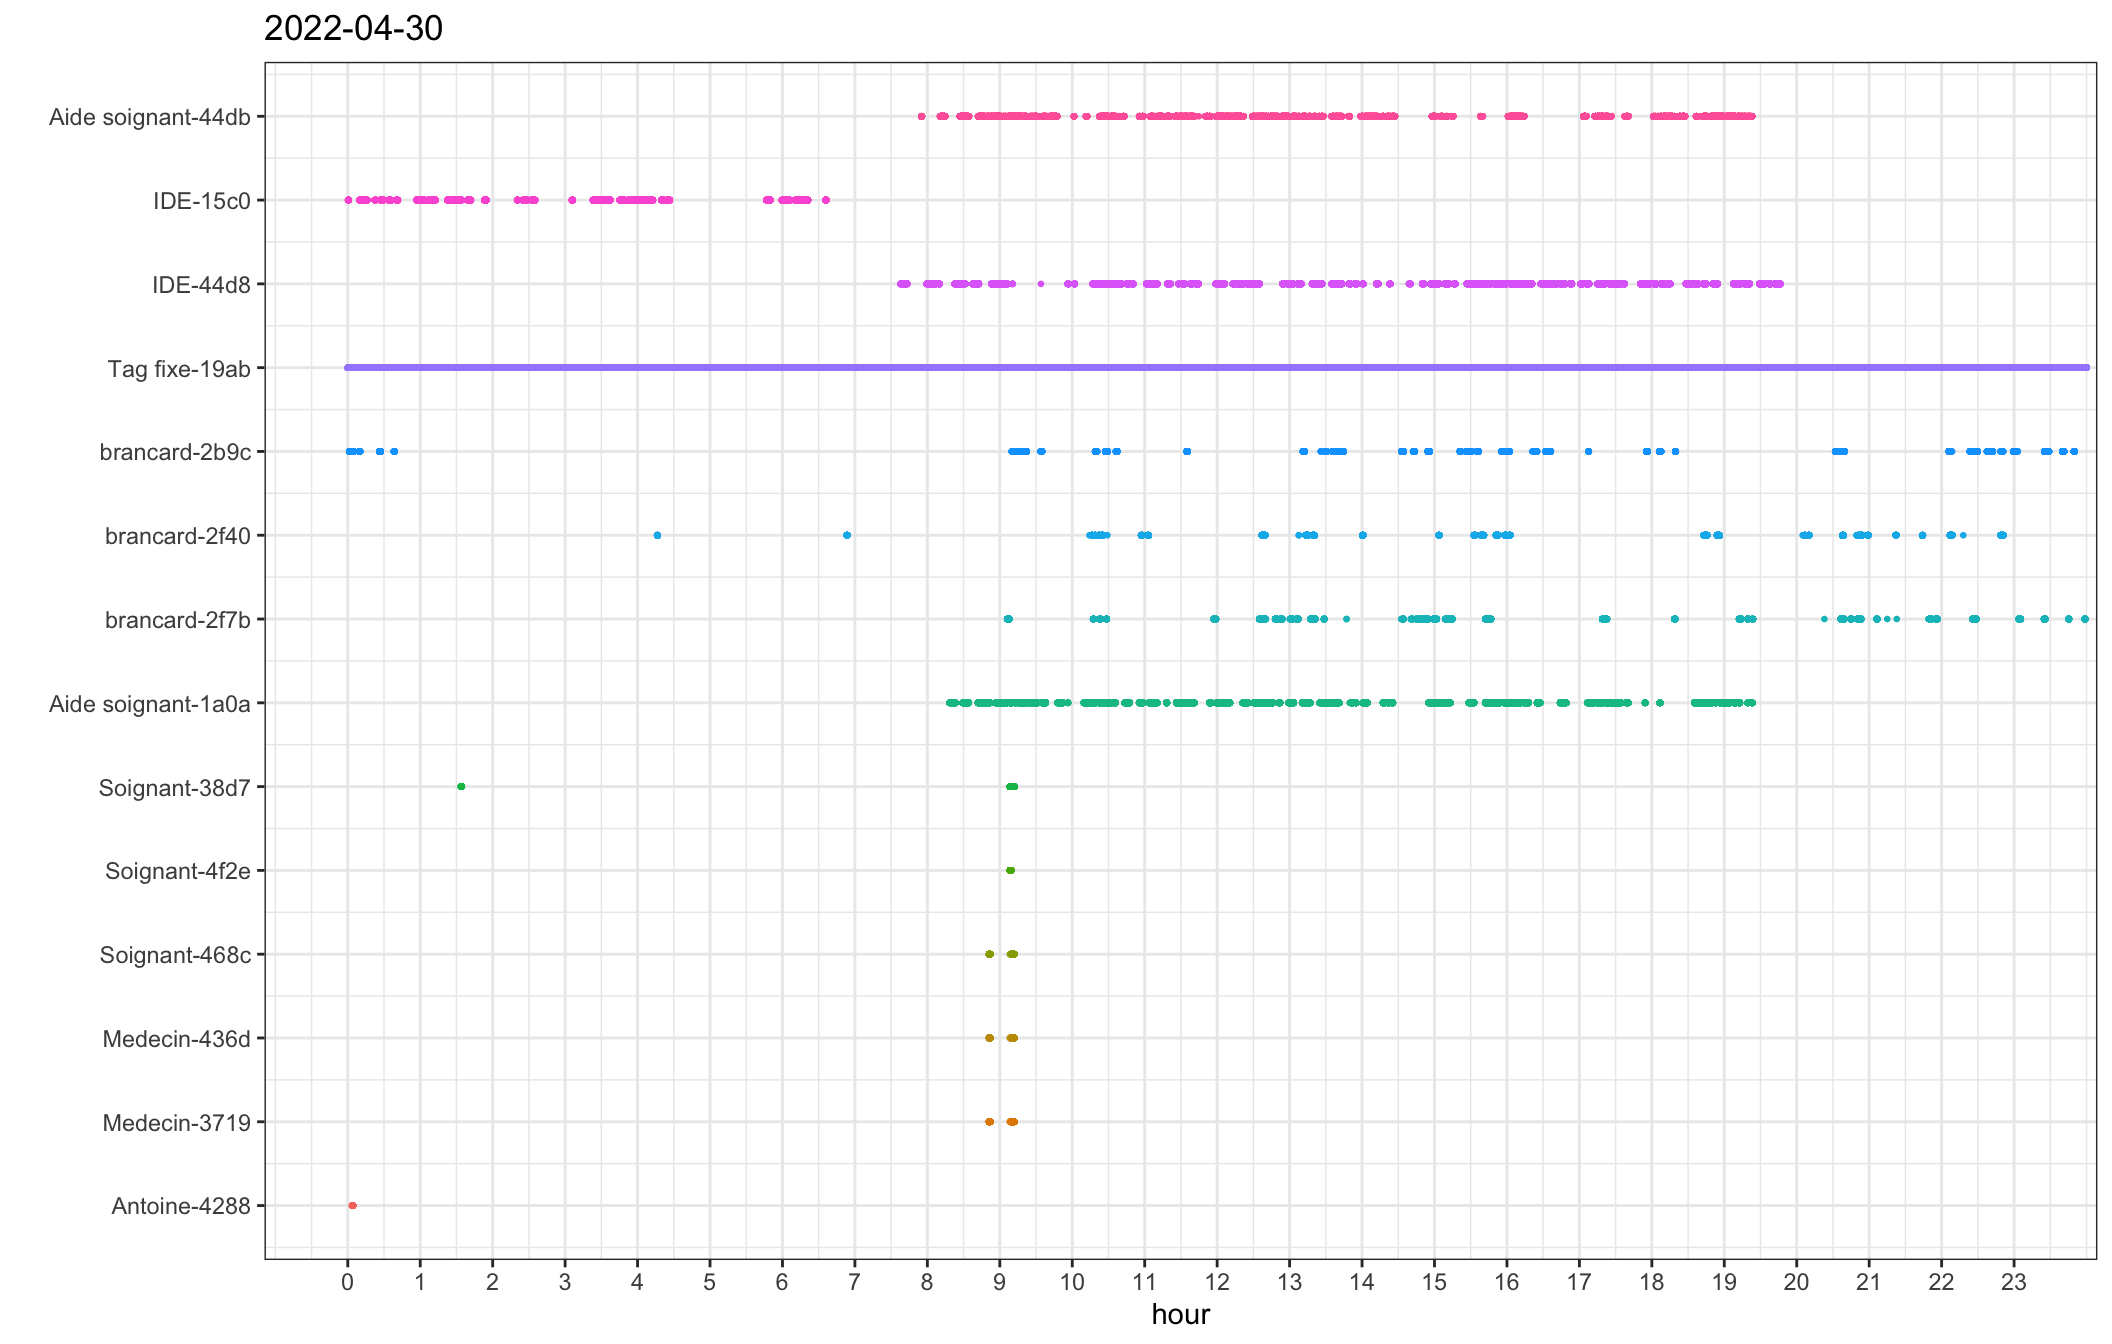 2022-04-30
Aide soignant-44db
IDE-15c0
IDE-44d8
Tag fixe-19ab
brancard-2b9c
brancard-2f40
brancard-2f7b
Aide soignant-1a0a
Soignant-38d7
Soignant-4f2e
Soignant-468c
Medecin-436d
Medecin-3719
Antoine-4288
0 1 2 3 4 5 6 7 8 9 10 11 12 13 14 15 16 17 18 19 20 21 22 23
hour